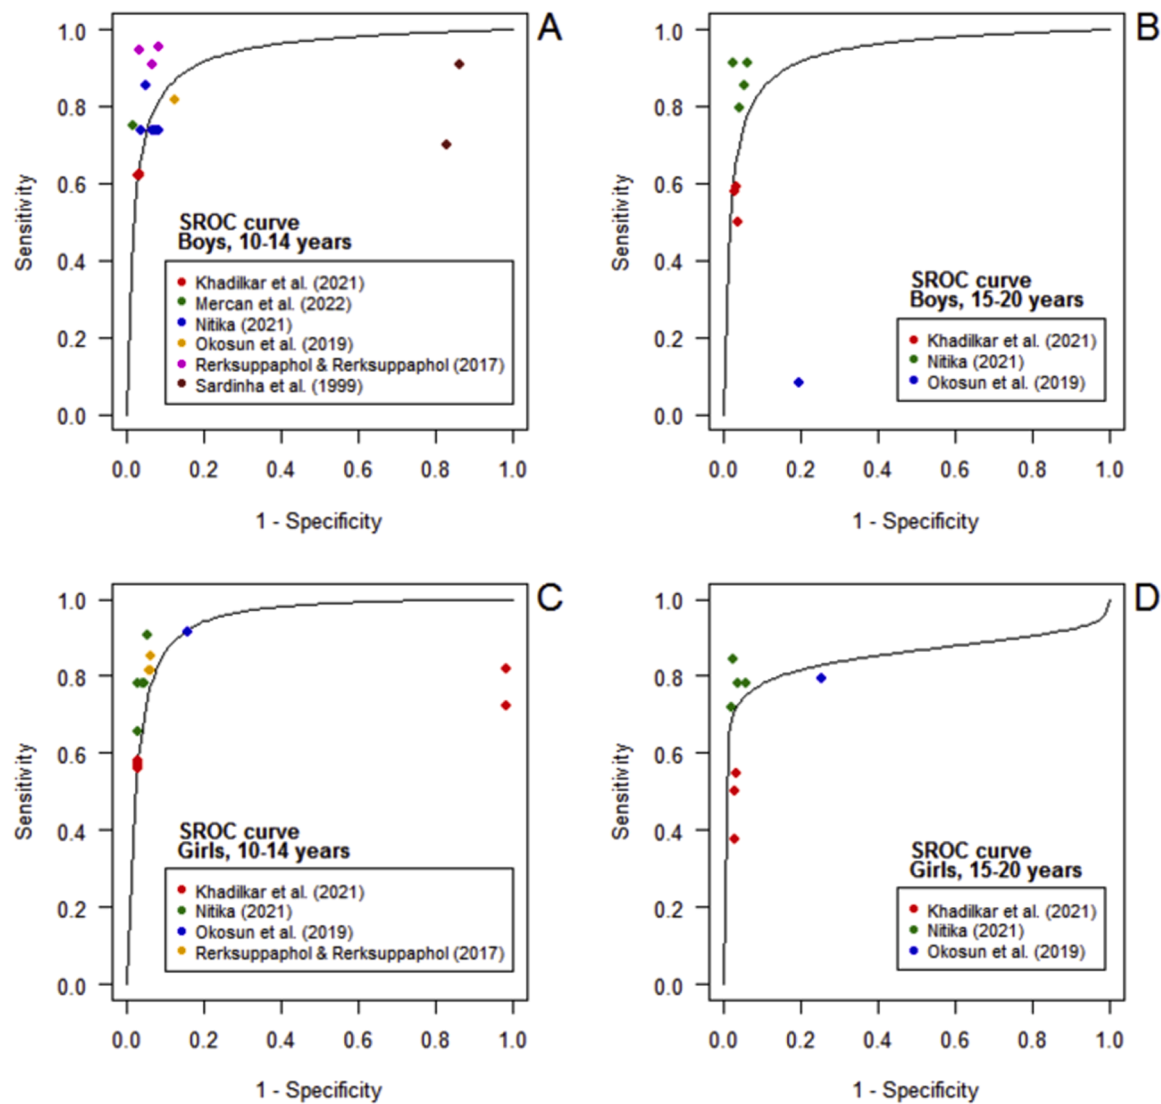 A
1.0
0.8
0.6
0.4
0.2
0.0
Sensitivity
SROC curve
Boys, 10-14 years
Khadilkar et al. (2021)
Mercan et al. (2022)
Nitika (2021)
Okosun et al. (2019)
Rerksuppaphol & Rerksuppaphol (2017)
Sardinha et al. (1999)
0.0 0.2 0.4 0.6 0.8 1.0
1 - Specificity
B
1.0
0.8
0.6
0.4
0.2
0.0
Sensitivity
SROC curve
Boys, 15-20 years
Khadilkar et al. (2021)
Nitika (2021)
Okosun et al. (2019)
0.0 0.2 0.4 0.6 0.8 1.0
1 - Specificity
C
1.0
0.8
0.6
0.4
0.2
0.0
Sensitivity
SROC curve
Girls, 10-14 years
Khadilkar et al. (2021)
Nitika (2021)
Okosun et al. (2019)
Rerksuppaphol & Rerksuppaphol (2017)
0.0 0.2 0.4 0.6 0.8 1.0
1 - Specificity
D
1.0
0.8
0.6
0.4
0.2
0.0
Sensitivity
SROC curve
Girls, 15-20 years
Khadilkar et al. (2021)
Nitika (2021)
Okosun et al. (2019)
0.0 0.2 0.4 0.6 0.8 1.0
1 - Specificity